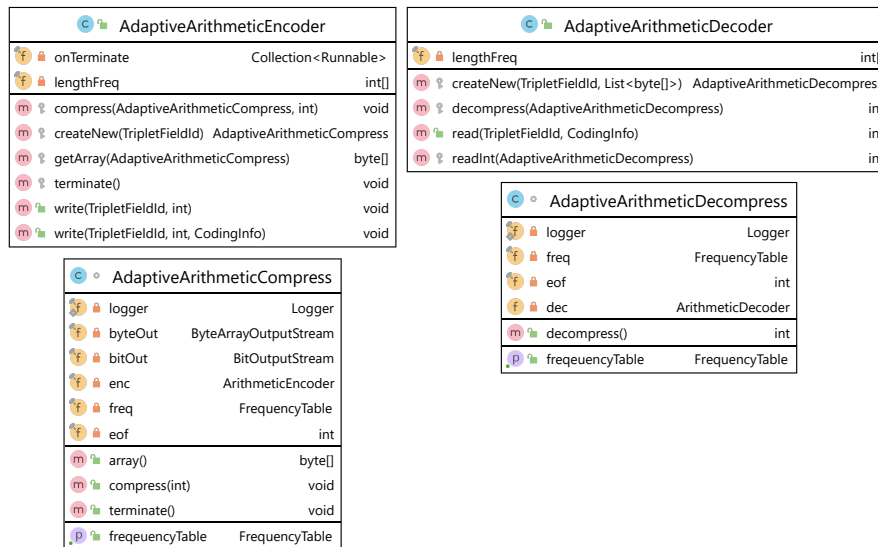 AdaptiveArithmeticEncoder
onTerminate Collection<Runnable>
lengthFreq int[]
compress(AdaptiveArithmeticCompress, int) void
createNew(TripletFieldId) AdaptiveArithmeticCompress
getArray(AdaptiveArithmeticCompress) byte[]
terminate() void
write(TripletFieldId, int) void
write(TripletFieldId, int, CodingInfo) void
AdaptiveArithmeticDecoder
lengthFreq int[
createNew(TripletFieldId, List<byte[]>) AdaptiveArithmeticDecompres
decompress(AdaptiveArithmeticDecompress) in
read(TripletFieldId, CodingInfo) in
readInt(AdaptiveArithmeticDecompress) in
AdaptiveArithmeticCompress
logger Logger
byteOut ByteArrayOutputStream
bitOut BitOutputStream
enc ArithmeticEncoder
freq FrequencyTable
eof int
array() byte[]
compress(int) void
terminate() void
freqeuencyTable FrequencyTable
AdaptiveArithmeticDecompress
logger Logger
freq FrequencyTable
eof int
dec ArithmeticDecoder
decompress() int
freqeuencyTable FrequencyTable